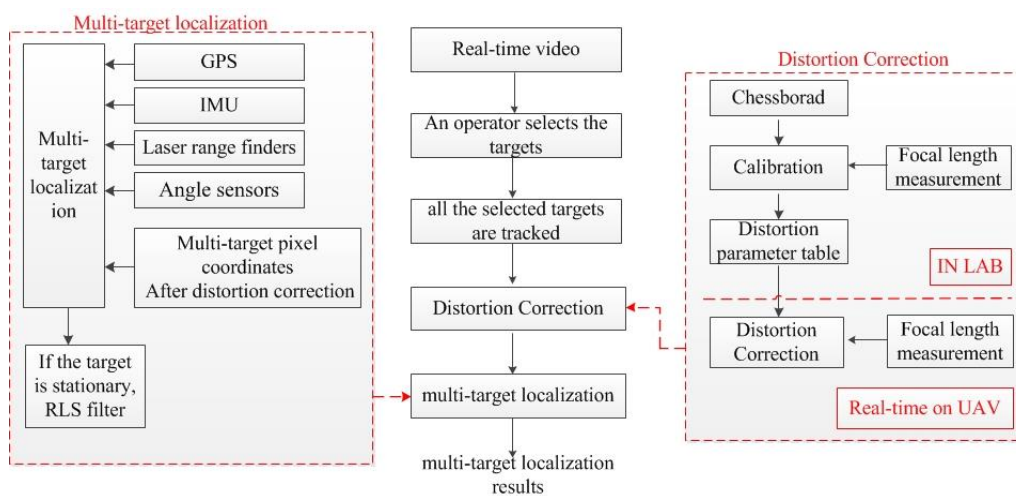 Multi-target localization
Multi-
target
localizat
ion
GPS
IMU
Laser range finders
Angle sensors
Multi-target pixel
coordinates
After distortion correction
If the target
is stationary,
RLS filter
Real-time video
An operator selects the
targets
all the selected targets
are tracked
Distortion Correction
multi-target localization
multi-target localization
results
Distortion Correction
Chessborad
Calibration
Focal length
measurement
Distortion
parameter table
IN LAB
Distortion
Correction
Focal length
measurement
Real-time on UAV